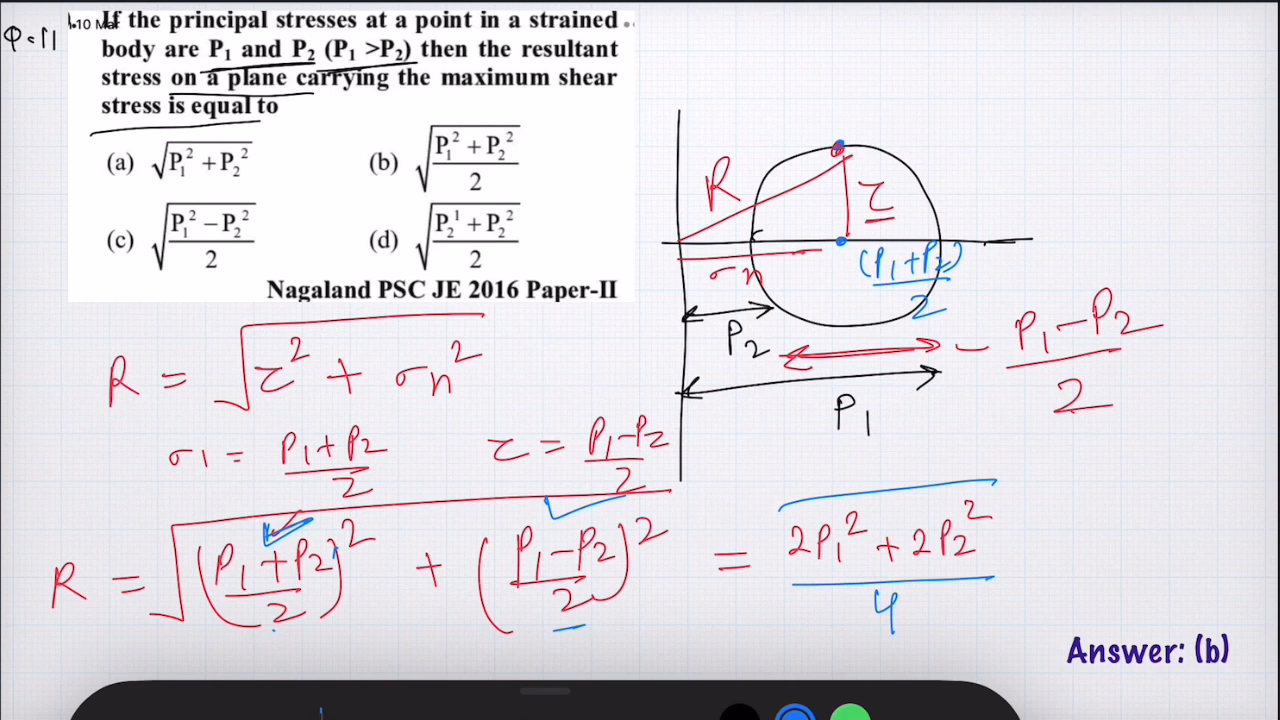 φ.11
1.10 Mar
If the principal stresses at a point in a strained
body are P₁ and P₂ (P₁ >P₂) then the resultant
stress on a plane carrying the maximum shear
stress is equal to
(a) √(P₁² + P₂²)
(b) √((P₁² + P₂²)/2)
(c) √((P₁² − P₂²)/2)
(d) √((P₂¹ + P₂²)/2)
Nagaland PSC JE 2016 Paper-II
R
τ
σn
(P₁+P₂)/2
P₂
(P₁−P₂)/2
P₁
R = √(τ² + σn²)
σ1 = (P₁+P₂)/2
τ = (P₁−P₂)/2
R = √(((P₁+P₂)/2)² + ((P₁−P₂)/2)²) = (2P₁² + 2P₂²)/4
Answer: (b)